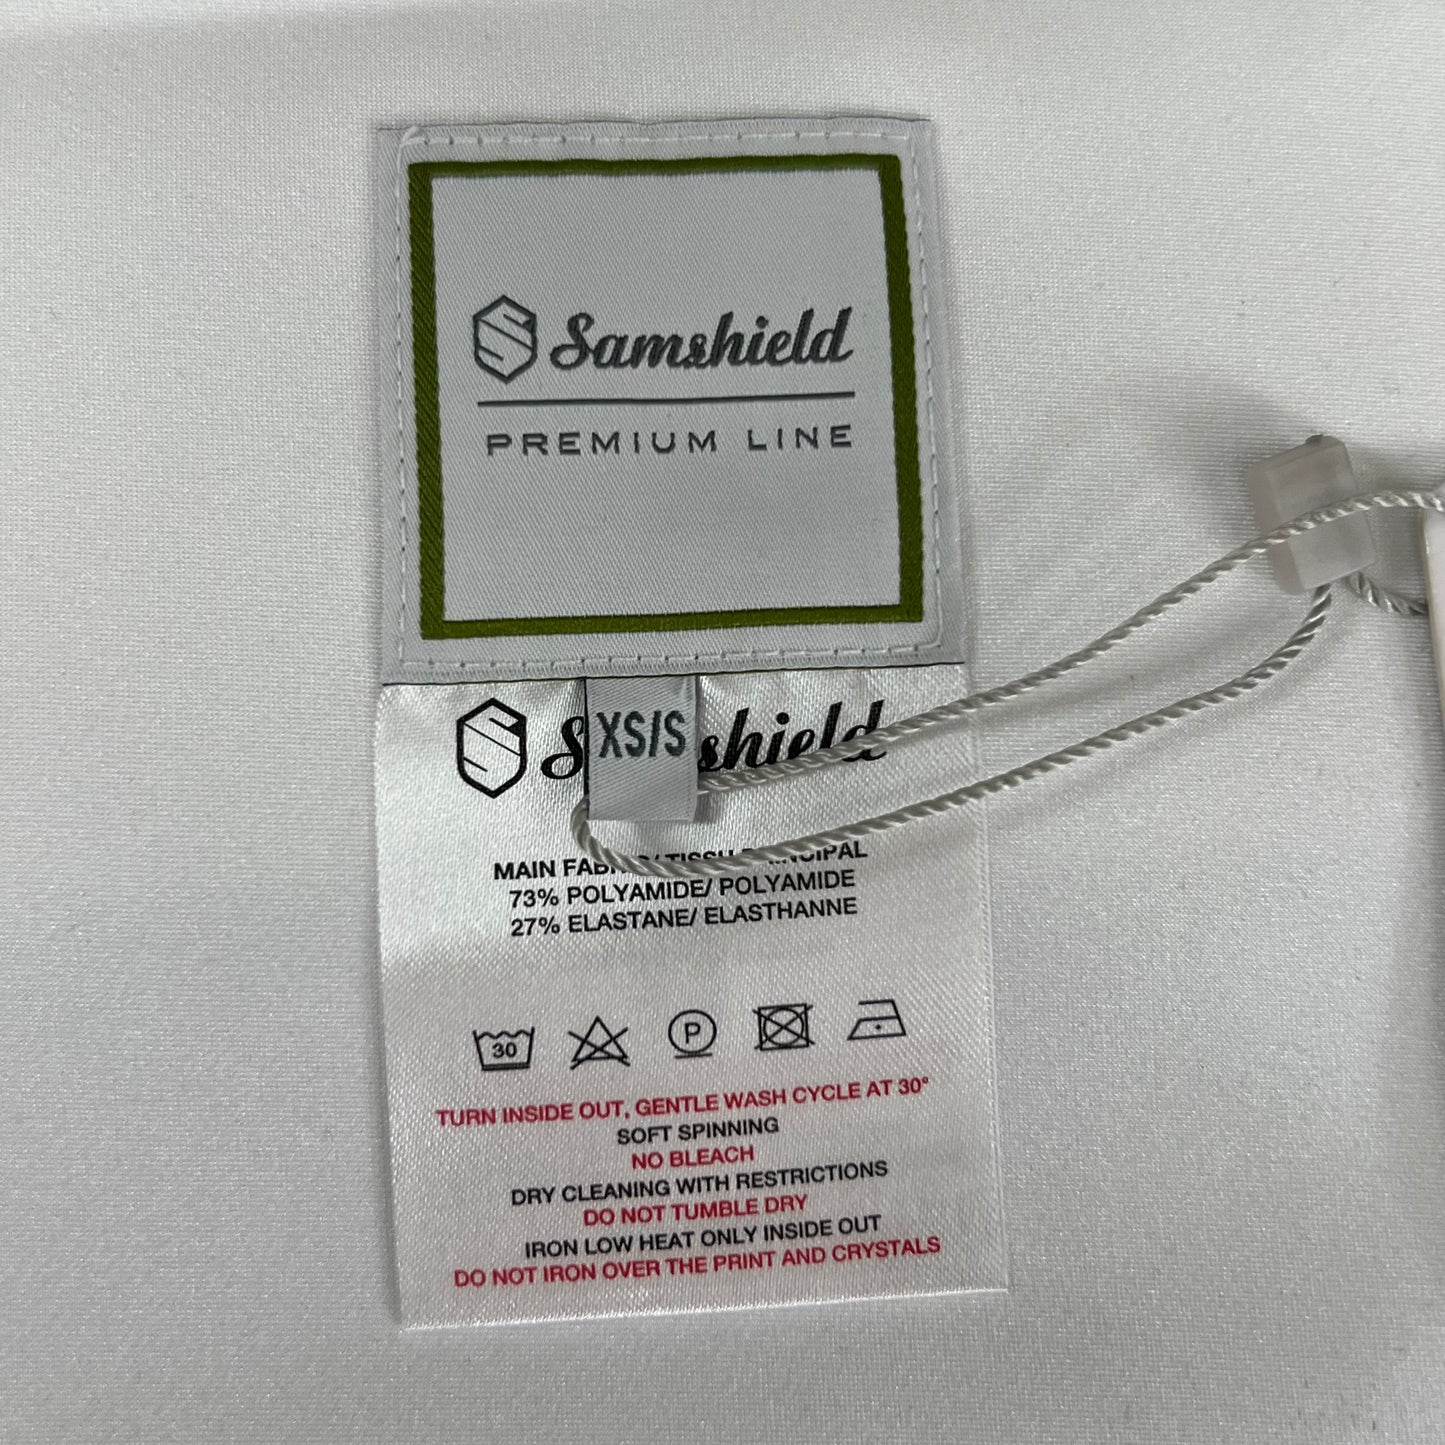 Samshield
PREMIUM LINE
XS/S
shield
MAIN PRINCIPAL
73% POLYAMIDE/ POLYAMIDE
27% ELASTANE/ ELASTHANNE
30
P
TURN INSIDE OUT, GENTLE WASH CYCLE AT 30°
SOFT SPINNING
NO BLEACH
DRY CLEANING WITH RESTRICTIONS
DO NOT TUMBLE DRY
IRON LOW HEAT ONLY INSIDE OUT
DO NOT IRON OVER THE PRINT AND CRYSTALS